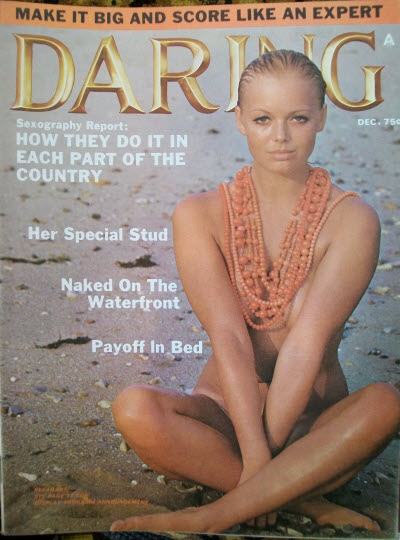 MAKE IT BIG AND SCORE LIKE AN EXPERT
DARING
A
DEC. 75¢
Sexography Report:
HOW THEY DO IT IN
EACH PART OF THE
COUNTRY
Her Special Stud
Naked On The
Waterfront
Payoff In Bed
ANNOUNCEMENT